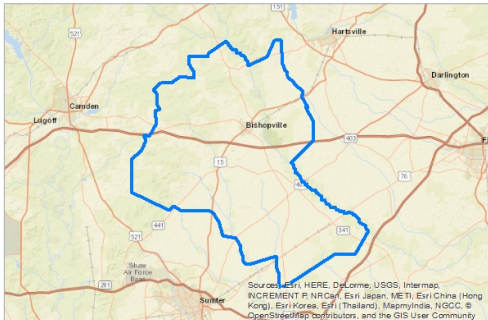 151
Hartsville
521
Darlington
Camden
Lugoff
Bishopville
403
15
76
401
441
341
521
Shaw
Air Force
Base
261
Sumter
Sources: Esri, HERE, DeLorme, USGS, Intermap,
INCREMENT P, NRCan, Esri Japan, METI, Esri China (Hong
Kong), Esri Korea, Esri (Thailand), MapmyIndia, NGCC, ©
OpenStreetMap contributors, and the GIS User Community